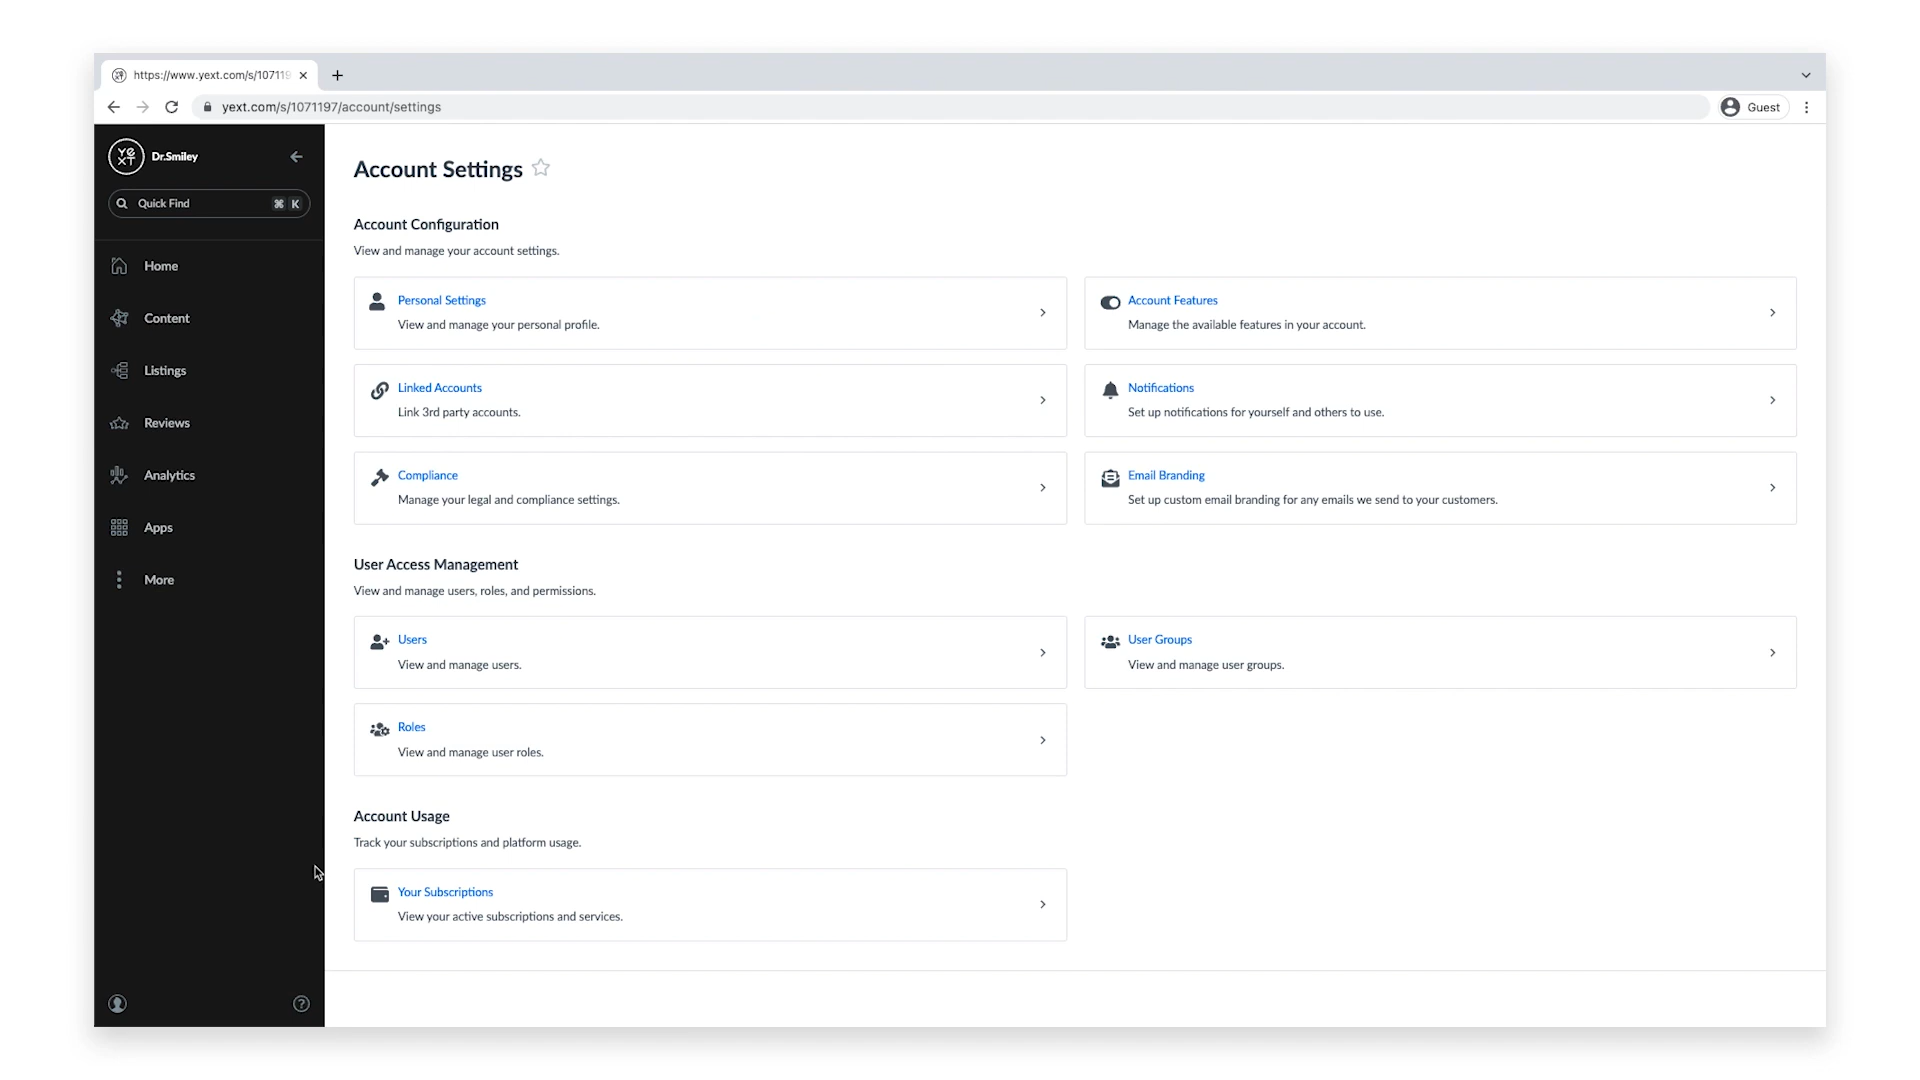 https://www.yext.com/s/107119
yext.com/s/1071197/account/settings
Guest
YEXT
Dr.Smiley
Quick Find ⌘ K
Home
Content
Listings
Reviews
Analytics
Apps
More
Account Settings
Account Configuration
View and manage your account settings.
Personal Settings
View and manage your personal profile.
Account Features
Manage the available features in your account.
Linked Accounts
Link 3rd party accounts.
Notifications
Set up notifications for yourself and others to use.
Compliance
Manage your legal and compliance settings.
Email Branding
Set up custom email branding for any emails we send to your customers.
User Access Management
View and manage users, roles, and permissions.
Users
View and manage users.
User Groups
View and manage user groups.
Roles
View and manage user roles.
Account Usage
Track your subscriptions and platform usage.
Your Subscriptions
View your active subscriptions and services.